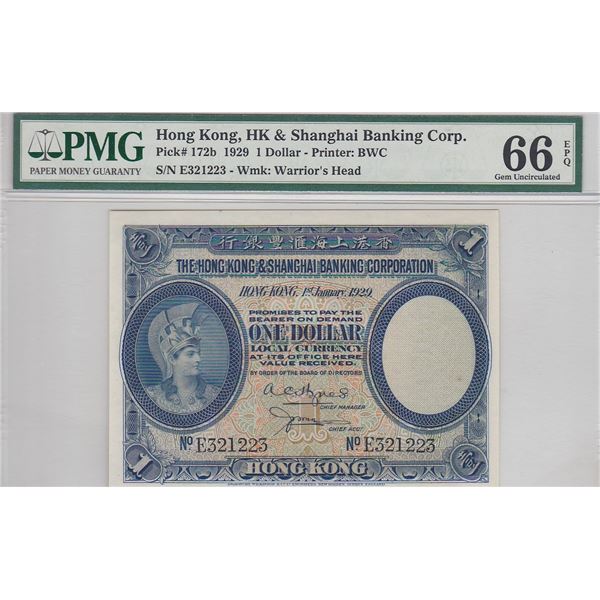 PMG
PAPER MONEY GUARANTY
Hong Kong, HK & Shanghai Banking Corp.
Pick# 172b 1929 1 Dollar - Printer: BWC
S/N E321223 - Wmk: Warrior's Head
66 EPQ
Gem Uncirculated
行銀豐滙海上港香
1
THE HONG KONG & SHANGHAI BANKING CORPORATION
HONG KONG, 1st January, 1929.
PROMISES TO PAY THE
BEARER ON DEMAND
ONE DOLLAR
LOCAL CURRENCY
AT ITS OFFICE HERE
VALUE RECEIVED.
BY ORDER OF THE BOARD OF DIRECTORS
CHIEF MANAGER
CHIEF ACCT
No E321223 No E321223
1
HONG KONG